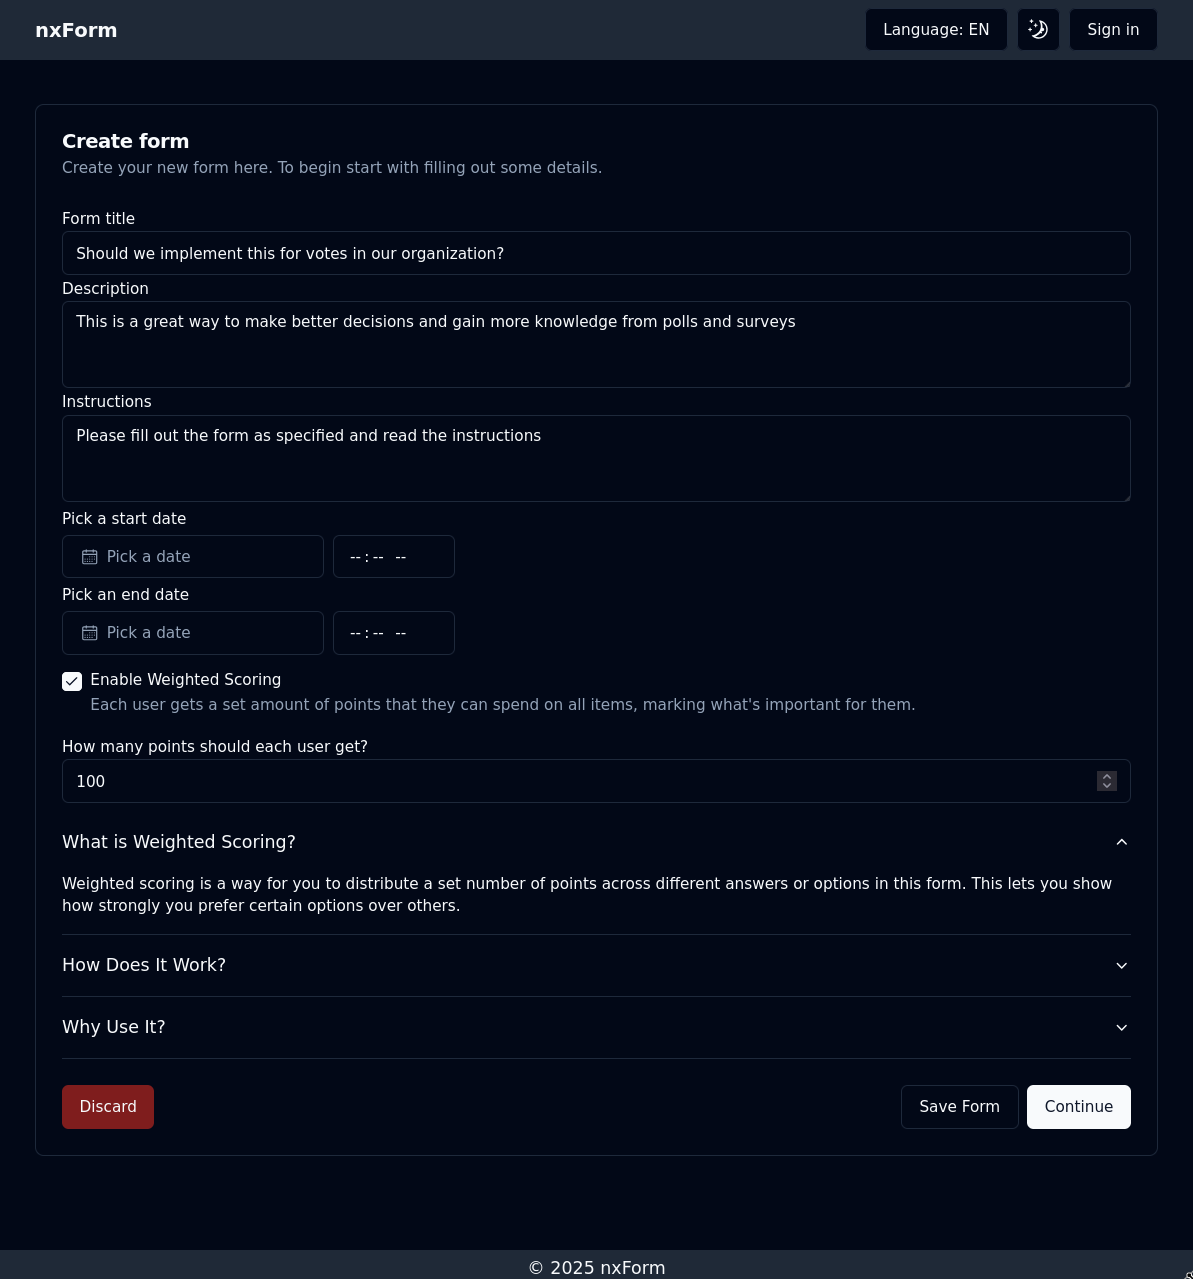 nxForm
Language: EN
Sign in
Create form
Create your new form here. To begin start with filling out some details.
Form title
Should we implement this for votes in our organization?
Description
This is a great way to make better decisions and gain more knowledge from polls and surveys
Instructions
Please fill out the form as specified and read the instructions
Pick a start date
Pick a date
--:-- --
Pick an end date
Pick a date
--:-- --
Enable Weighted Scoring
Each user gets a set amount of points that they can spend on all items, marking what's important for them.
How many points should each user get?
100
What is Weighted Scoring?
Weighted scoring is a way for you to distribute a set number of points across different answers or options in this form. This lets you show
how strongly you prefer certain options over others.
How Does It Work?
Why Use It?
Discard
Save Form
Continue
© 2025 nxForm